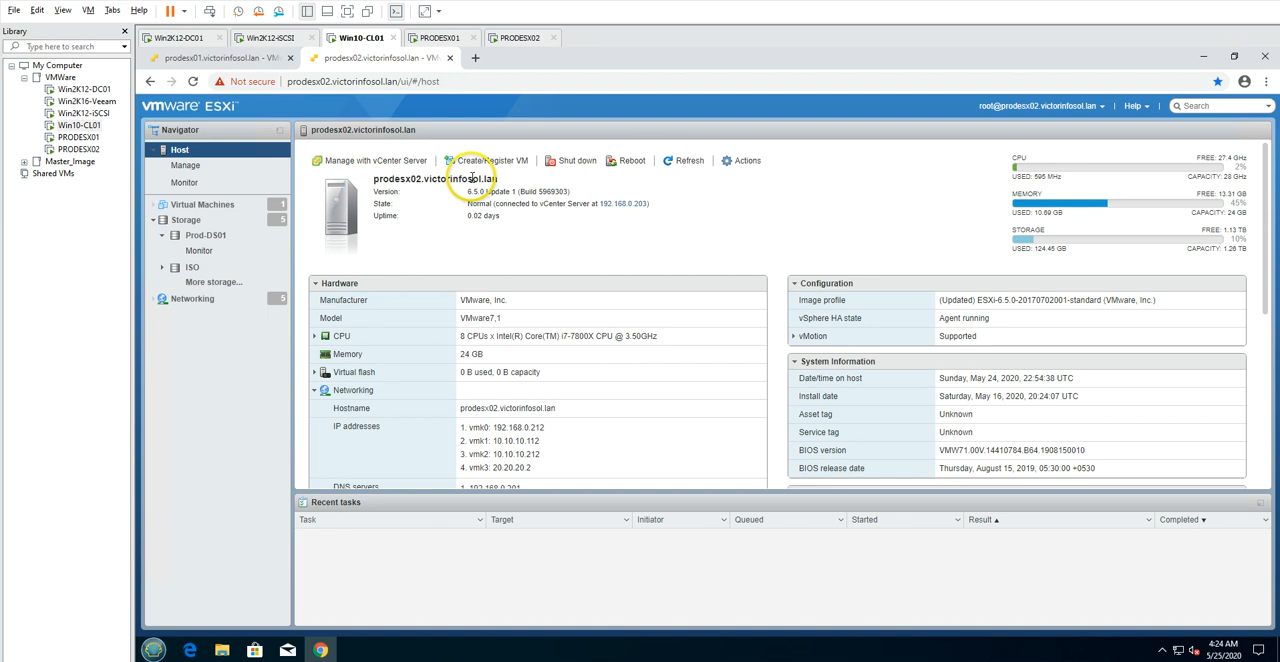 File Edit View VM Tabs Help
Library
Type here to search
My Computer
VMWare
Win2K12-DC01
Win2K16-Veeam
Win2K12-iSCSI
Win10-CL01
PRODESX01
PRODESX02
Master_Image
Shared VMs
Win2K12-DC01 Win2K12-iSCSI Win10-CL01 PRODESX01 PRODESX02
prodesx01.victorinfosol.lan - VM prodesx02.victorinfosol.lan - VM
Not secure prodesx02.victorinfosol.lan/ui/#/host
vmware ESXi
root@prodesx02.victorinfosol.lan Help Search
Navigator
Host
Manage
Monitor
Virtual Machines 1
Storage 5
Prod-DS01
Monitor
ISO
More storage...
Networking 5
prodesx02.victorinfosol.lan
Manage with vCenter Server Create/Register VM Shut down Reboot Refresh Actions
prodesx02.victorinfosol.lan
Version: 6.5.0 Update 1 (Build 5969303)
State: Normal (connected to vCenter Server at 192.168.0.203)
Uptime: 0.02 days
CPU FREE: 27.4 GHz
2%
USED: 595 MHz CAPACITY: 28 GHz
MEMORY FREE: 13.31 GB
45%
USED: 10.69 GB CAPACITY: 24 GB
STORAGE FREE: 1.13 TB
10%
USED: 124.45 GB CAPACITY: 1.26 TB
Hardware
Manufacturer VMware, Inc.
Model VMware7,1
CPU 8 CPUs x Intel(R) Core(TM) i7-7800X CPU @ 3.50GHz
Memory 24 GB
Virtual flash 0 B used, 0 B capacity
Networking
Hostname prodesx02.victorinfosol.lan
IP addresses 1. vmk0: 192.168.0.212
2. vmk1: 10.10.10.112
3. vmk2: 10.10.10.212
4. vmk3: 20.20.20.2
DNS servers 1. 192.168.0.201
Configuration
Image profile (Updated) ESXi-6.5.0-20170702001-standard (VMware, Inc.)
vSphere HA state Agent running
vMotion Supported
System Information
Date/time on host Sunday, May 24, 2020, 22:54:38 UTC
Install date Saturday, May 16, 2020, 20:24:07 UTC
Asset tag Unknown
Service tag Unknown
BIOS version VMW71.00V.14410784.B64.1908150010
BIOS release date Thursday, August 15, 2019, 05:30:00 +0530
Recent tasks
Task Target Initiator Queued Started Result Completed
4:24 AM
5/25/2020